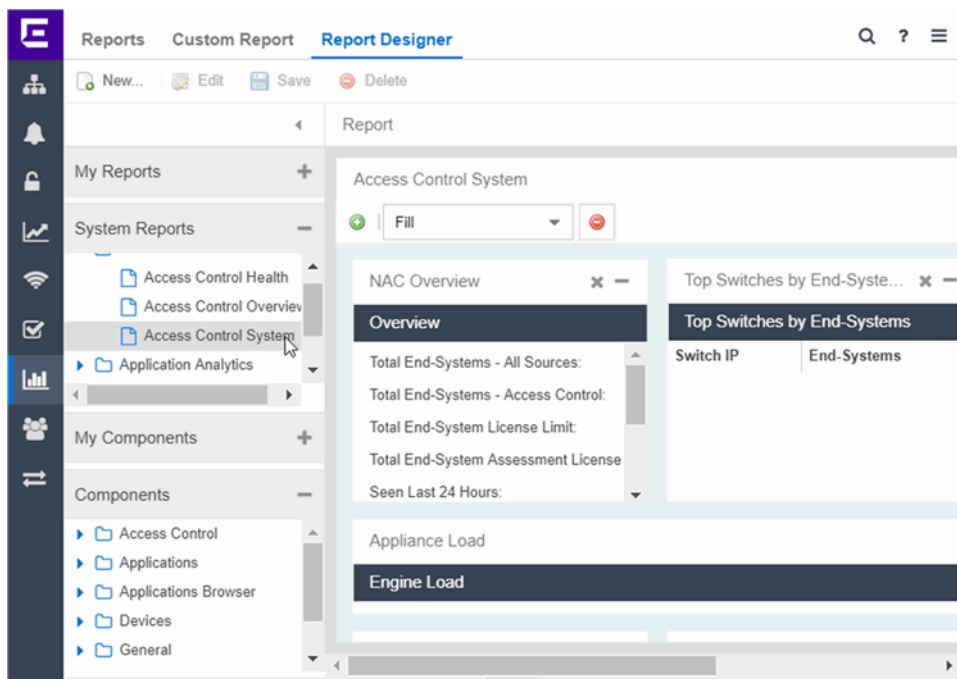 Reports Custom Report Report Designer ?
New... Edit Save Delete
Report
My Reports
System Reports
Access Control Health
Access Control Overview
Access Control System
Application Analytics
My Components
Components
Access Control
Applications
Applications Browser
Devices
General
Access Control System
Fill
NAC Overview
Overview
Total End-Systems - All Sources:
Total End-Systems - Access Control:
Total End-System License Limit:
Total End-System Assessment License
Seen Last 24 Hours:
Top Switches by End-Syste...
Top Switches by End-Systems
Switch IP End-Systems
Appliance Load
Engine Load